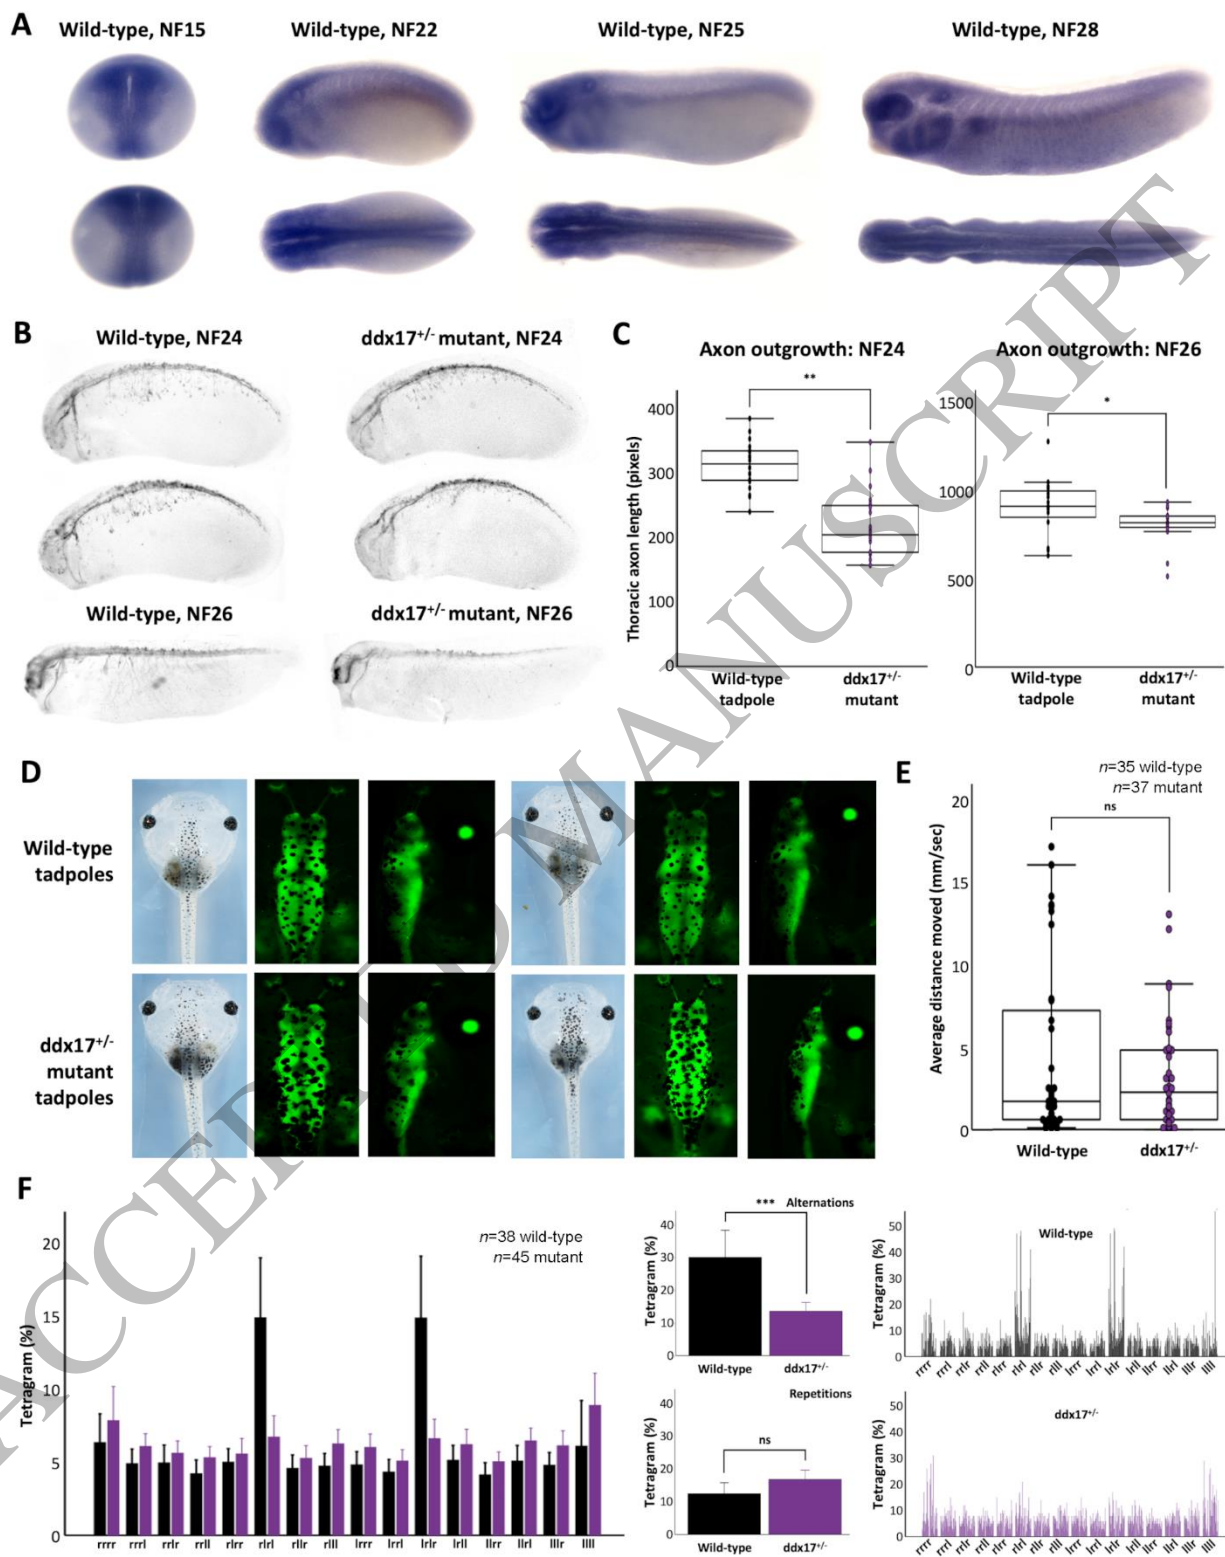 A
Wild-type, NF15
Wild-type, NF22
Wild-type, NF25
Wild-type, NF28
B
Wild-type, NF24
ddx17+/- mutant, NF24
Wild-type, NF26
ddx17+/- mutant, NF26
C
Axon outgrowth: NF24
Axon outgrowth: NF26
Thoracic axon length (pixels)
400
300
200
100
0
**
Wild-type
tadpole
ddx17+/-
mutant
1500
1000
500
0
*
Wild-type
tadpole
ddx17+/-
mutant
D
Wild-type
tadpoles
ddx17+/-
mutant
tadpoles
E
n=35 wild-type
n=37 mutant
ns
Average distance moved (mm/sec)
20
15
10
5
0
Wild-type
ddx17+/-
F
n=38 wild-type
n=45 mutant
Tetragram (%)
20
15
10
5
0
rrrr rrrl rrlr rrll rlrr rlrl rllr rlll lrrr lrrl lrlr lrll llrr llrl lllr llll
*** Alternations
Tetragram (%)
40
30
20
10
0
Wild-type ddx17+/-
Repetitions
ns
Tetragram (%)
40
30
20
10
0
Wild-type ddx17+/-
Wild-type
Tetragram (%)
50
40
30
20
10
0
rrrr rrrl rrlr rrll rlrr rlrl rllr rlll lrrr lrrl lrlr lrll llrr llrl lllr llll
ddx17+/-
Tetragram (%)
50
40
30
20
10
0
rrrr rrrl rrlr rrll rlrr rlrl rllr rlll lrrr lrrl lrlr lrll llrr llrl lllr llll
ACCEPTED MANUSCRIPT